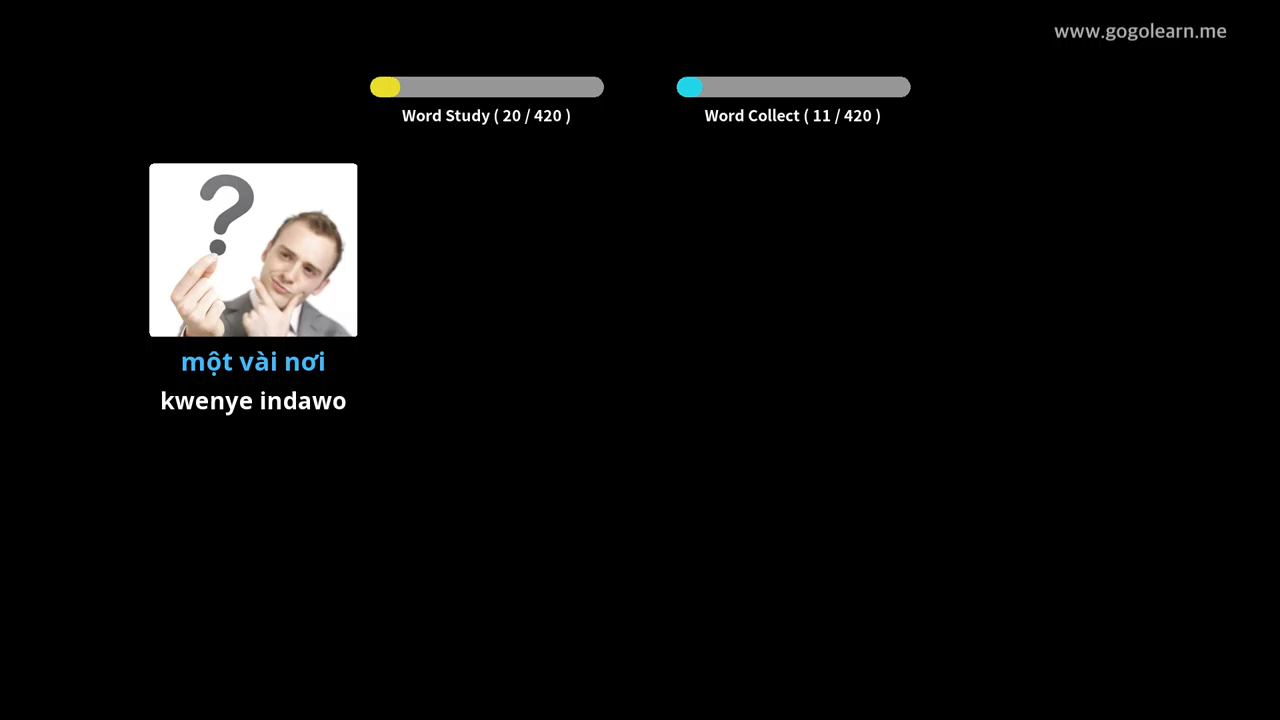 www.gogolearn.me
Word Study ( 20 / 420 )
Word Collect ( 11 / 420 )
?
một vài nơi
kwenye indawo